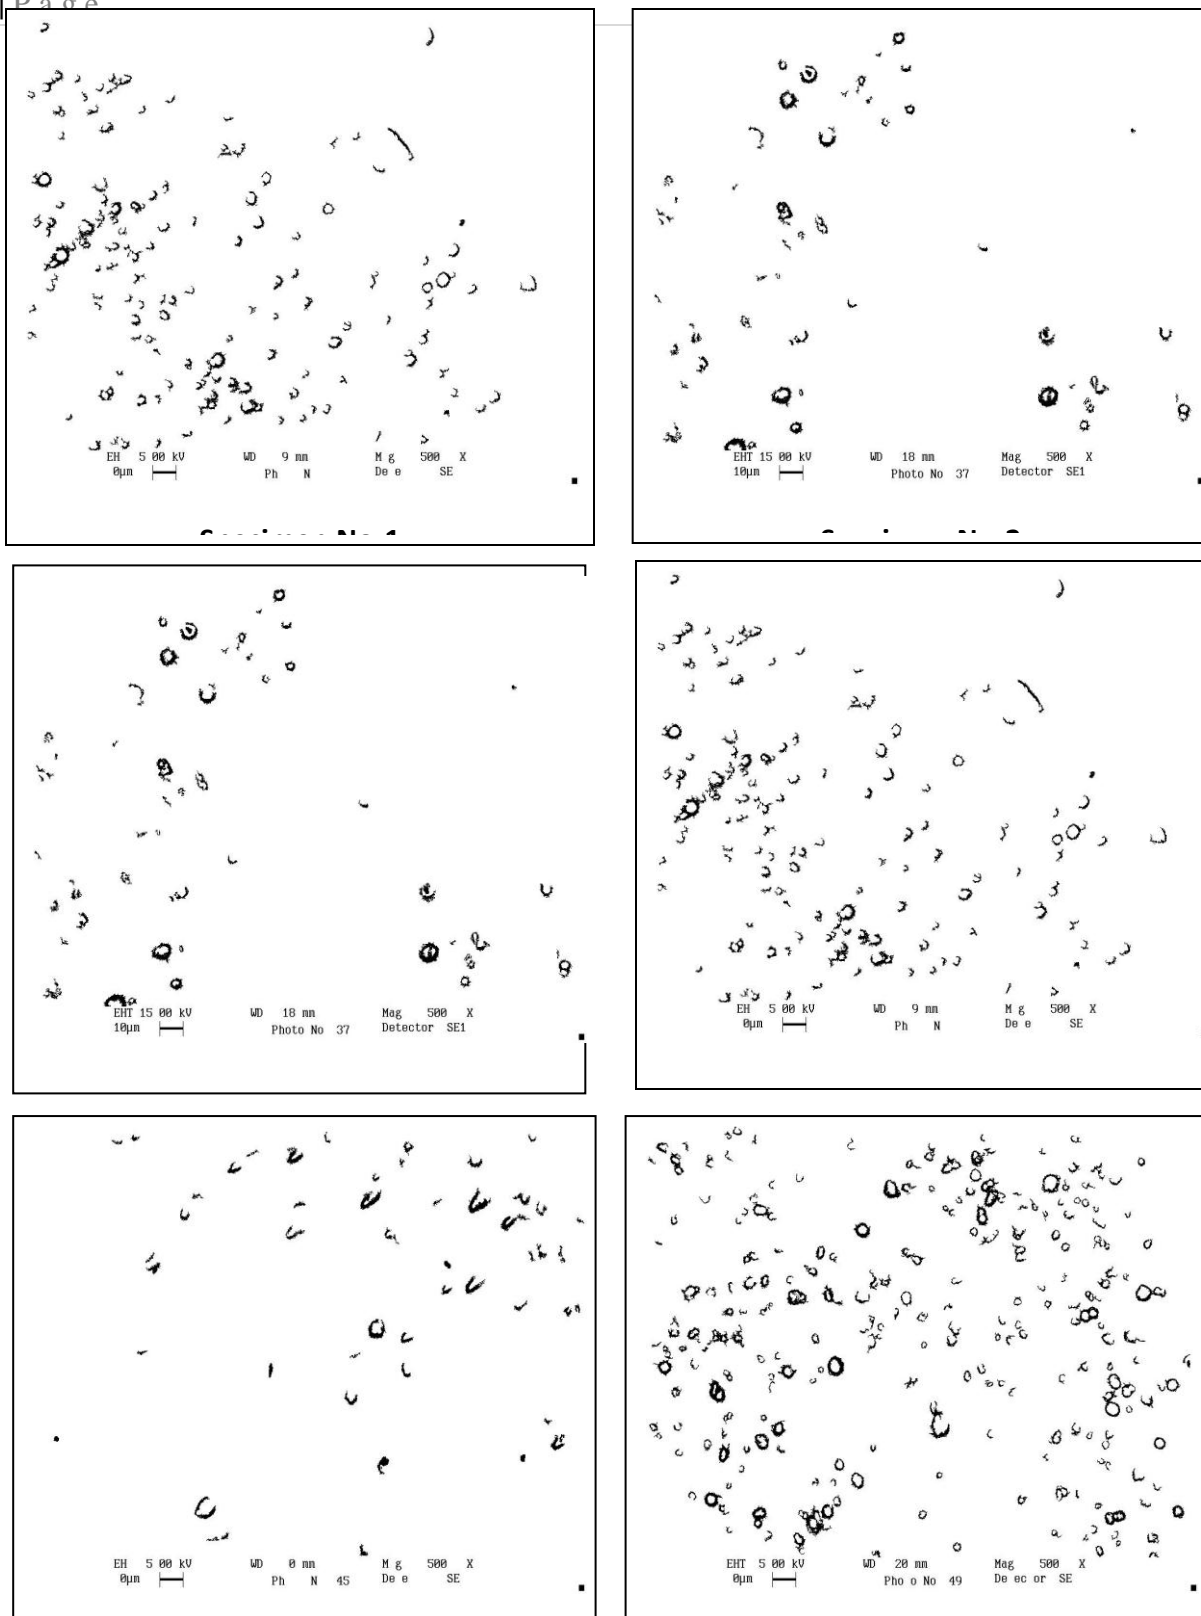 Page
EH 5 00 kV WD 9 mm M g 500 X
0µm Ph N De e SE
EHT 15 00 kV WD 18 mm Mag 500 X
10µm Photo No 37 Detector SE1
Specimen No 1
EHT 15 00 kV WD 18 mm Mag 500 X
10µm Photo No 37 Detector SE1
EH 5 00 kV WD 9 mm M g 500 X
0µm Ph N De e SE
EH 5 00 kV WD 0 mm M g 500 X
0µm Ph N 45 De e SE
EHT 5 00 kV WD 20 mm Mag 500 X
0µm Pho o No 49 De ec or SE